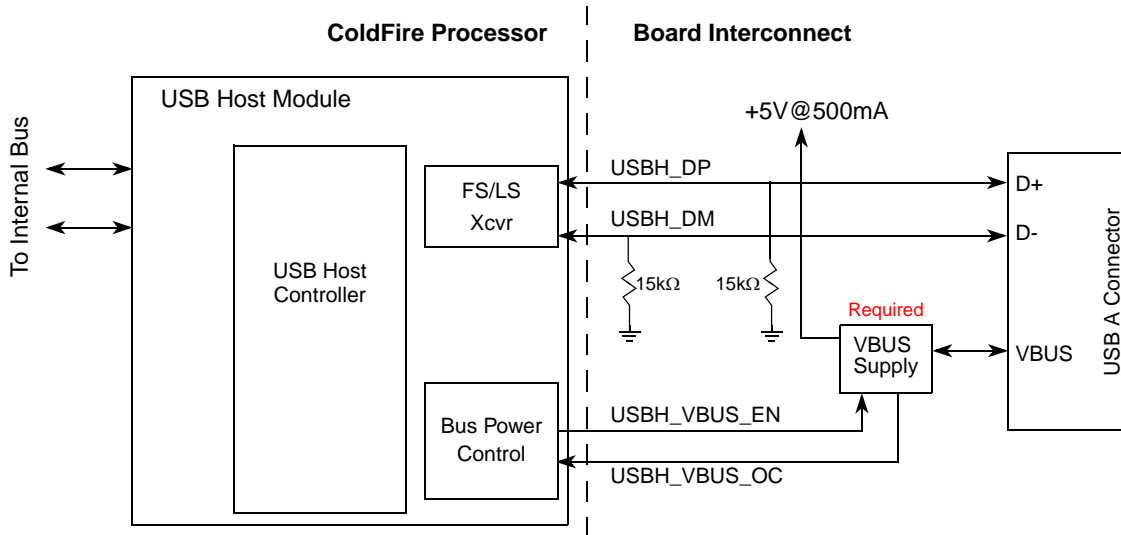 ColdFire Processor
Board Interconnect
USB Host Module
To Internal Bus
+5V@500mA
USBH_DP
FS/LS
Xcvr
D+
USBH_DM
D-
USB Host
Controller
15kΩ
15kΩ
Required
VBUS
Supply
VBUS
USB A Connector
Bus Power
Control
USBH_VBUS_EN
USBH_VBUS_OC